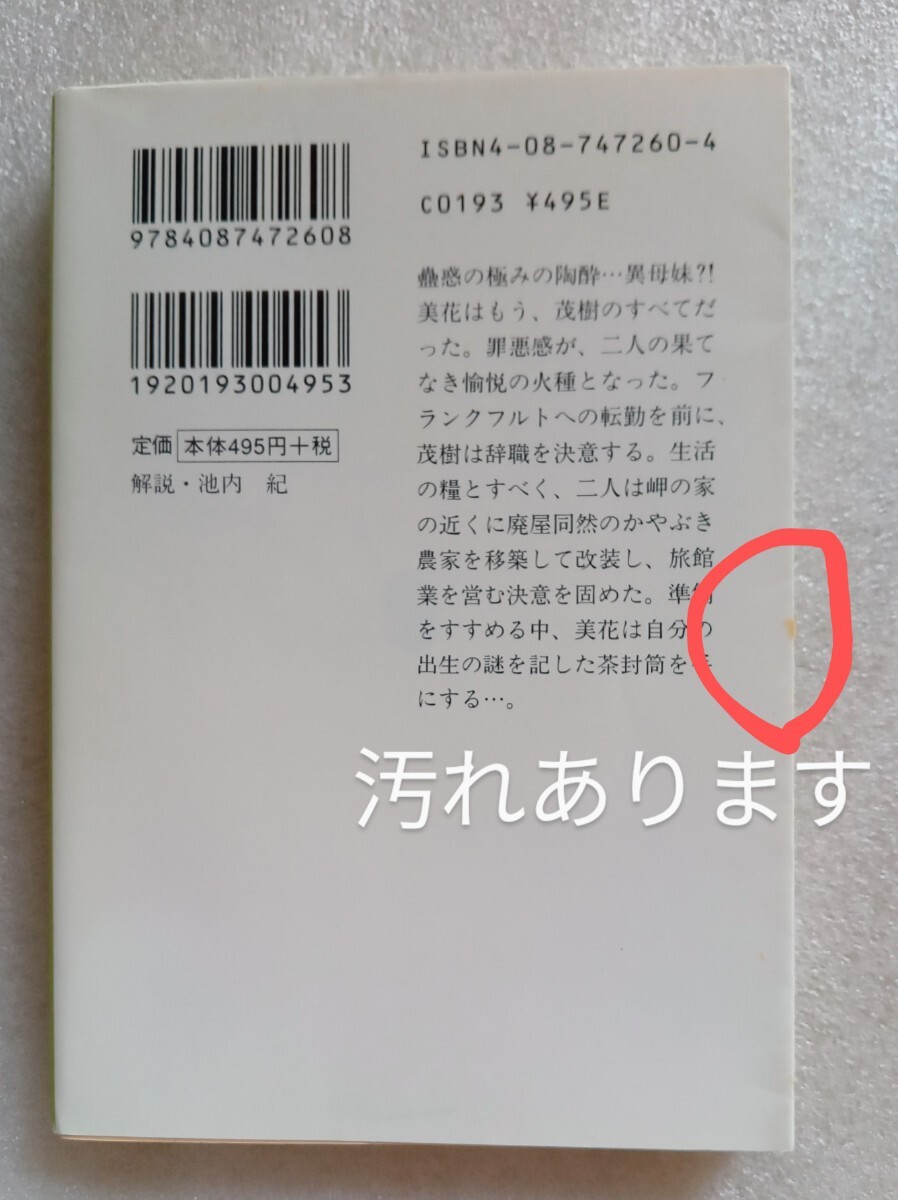 9784087472608
1920193004953
定価 本体495円+税
解説・池内 紀
ISBN4-08-747260-4
C0193 ¥495E
蠱惑の極みの陶酔…異母妹?!
美花はもう、茂樹のすべてだ
った。罪悪感が、二人の果て
なき愉悦の火種となった。フ
ランクフルトへの転勤を前に、
茂樹は辞職を決意する。生活
の糧とすべく、二人は岬の家
の近くに廃屋同然のかやぶき
農家を移築して改装し、旅館
業を営む決意を固めた。準備
をすすめる中、美花は自分の
出生の謎を記した茶封筒を手
にする…。
汚れあります